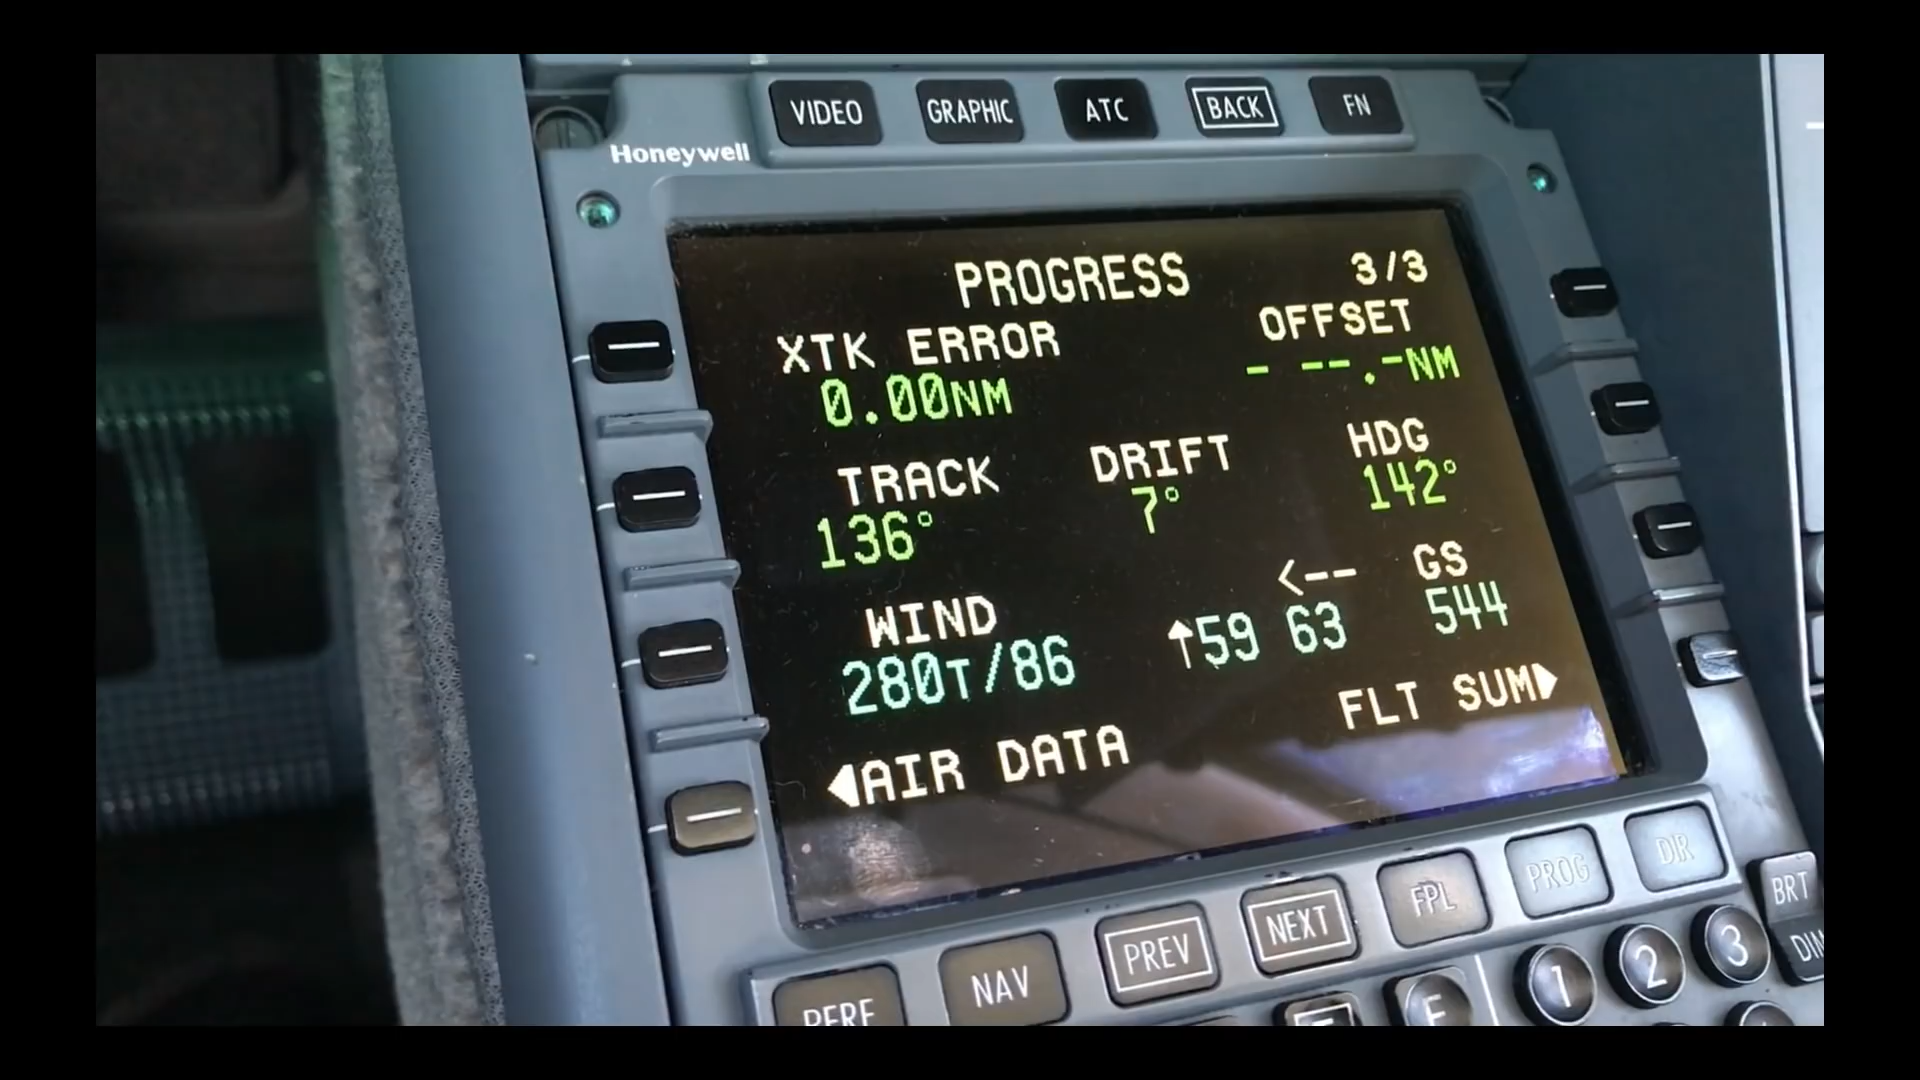 VIDEO GRAPHIC ATC BACK FN
Honeywell
PROGRESS 3/3
XTK ERROR OFFSET
0.00NM - --.-NM
TRACK DRIFT HDG
136° 7° 142°
WIND <-- GS
280T/86 ↑59 63 544
FLT SUM▶
◀AIR DATA
PERF NAV PREV NEXT FPL PROG DIR
BRT
DIM
1 2 3